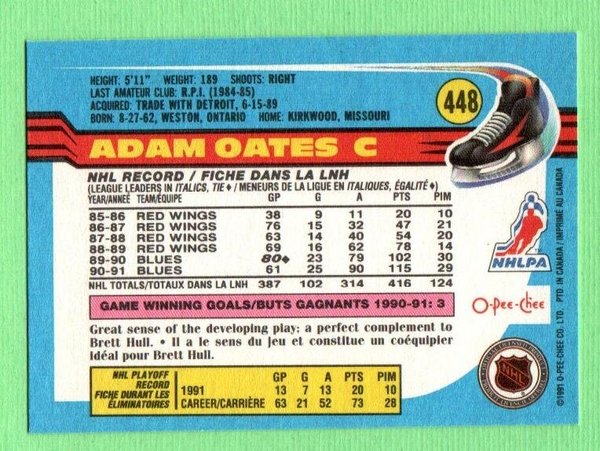 HEIGHT: 5'11" WEIGHT: 189 SHOOTS: RIGHT
LAST AMATEUR CLUB: R.P.I. (1984-85)
ACQUIRED: TRADE WITH DETROIT, 6-15-89
BORN: 8-27-62, WESTON, ONTARIO HOME: KIRKWOOD, MISSOURI
448
ADAM OATES C
NHL RECORD / FICHE DANS LA LNH
(LEAGUE LEADERS IN ITALICS, TIE ♦ / MENEURS DE LA LIGUE EN ITALIQUES, ÉGALITÉ ♦)
YEAR/ANNÉE TEAM/ÉQUIPE GP G A PTS PIM
85-86 RED WINGS 38 9 11 20 10
86-87 RED WINGS 76 15 32 47 21
87-88 RED WINGS 63 14 40 54 20
88-89 RED WINGS 69 16 62 78 14
89-90 BLUES 80♦ 23 79 102 30
90-91 BLUES 61 25 90 115 29
NHL TOTALS/TOTAUX DANS LA LNH 387 102 314 416 124
GAME WINNING GOALS/BUTS GAGNANTS 1990-91: 3
Great sense of the developing play; a perfect complement to
Brett Hull. • Il a le sens du jeu et constitue un coéquipier
idéal pour Brett Hull.
NHL PLAYOFF
RECORD
FICHE DURANT LES
ÉLIMINATOIRES
GP G A PTS PIM
1991 13 7 13 20 10
CAREER/CARRIÈRE 63 21 52 73 28
NHLPA
O-Pee-Chee
NHL
©1991 O-PEE-CHEE CO. LTD. PTD. IN CANADA / IMPRIMÉ AU CANADA